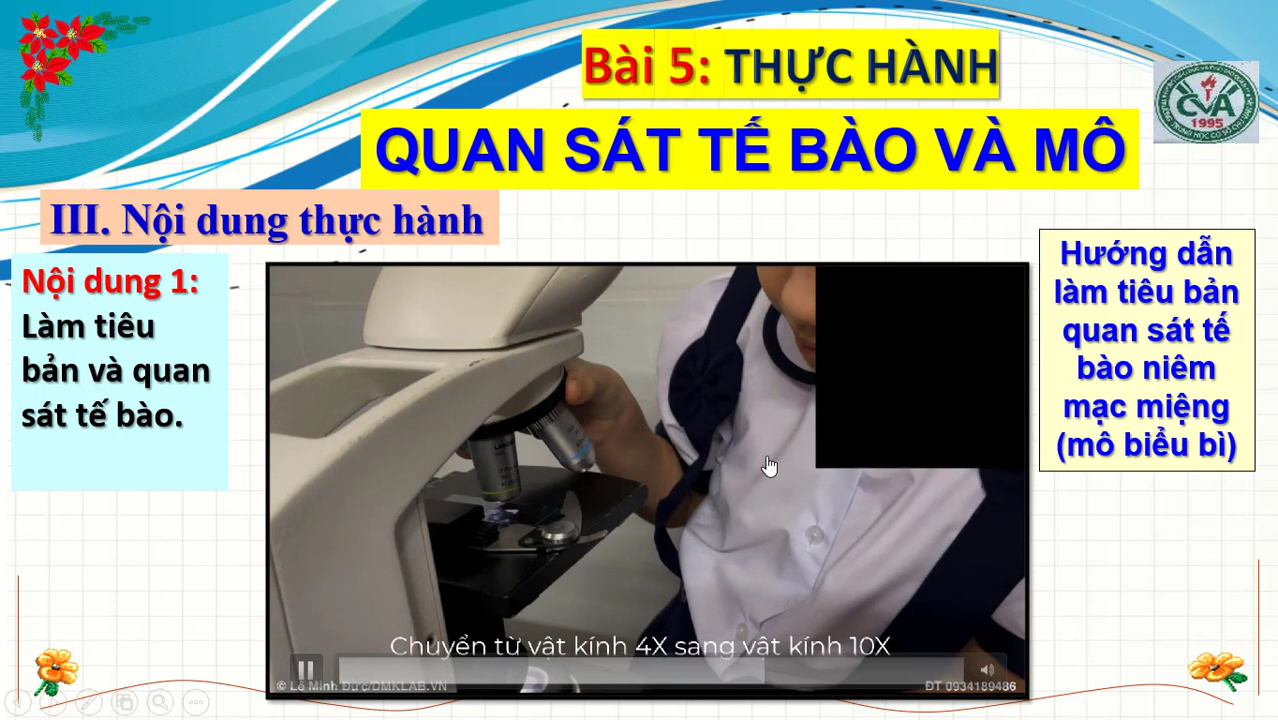 Bài 5: THỰC HÀNH
QUAN SÁT TẾ BÀO VÀ MÔ
CVA
1995
III. Nội dung thực hành
Nội dung 1:
Làm tiêu
bản và quan
sát tế bào.
Hướng dẫn
làm tiêu bản
quan sát tế
bào niêm
mạc miệng
(mô biểu bì)
Chuyển từ vật kính 4X sang vật kính 10X
© Lê Minh Đức/DMKLAB.VN
ĐT 0934189486